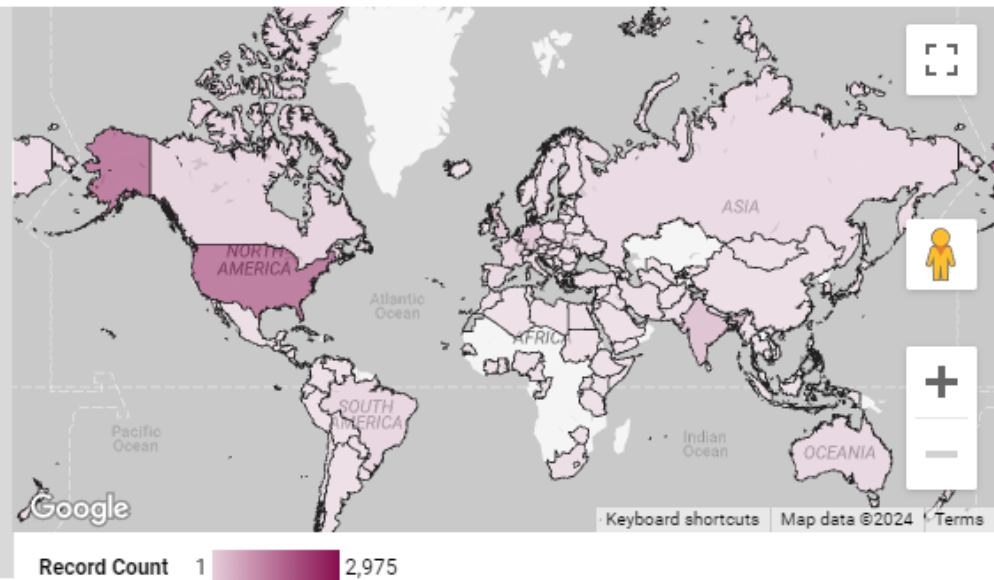 ASIA
NORTH
AMERICA
Atlantic
Ocean
AFRICA
SOUTH
AMERICA
Pacific
Ocean
Indian
Ocean
OCEANIA
Google
Keyboard shortcuts
Map data ©2024
Terms
Record Count 1 2,975